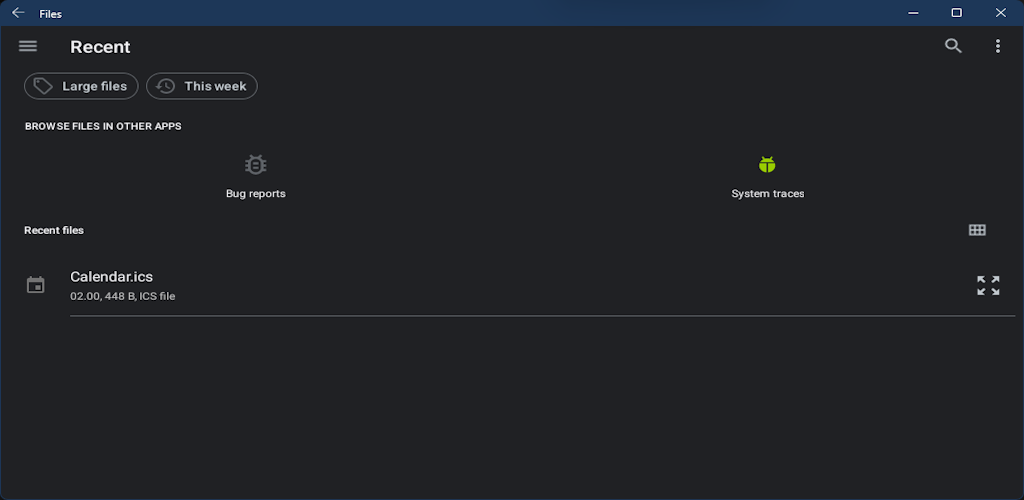 Files
Recent
Large files
This week
BROWSE FILES IN OTHER APPS
Bug reports
System traces
Recent files
Calendar.ics
02.00, 448 B, ICS file